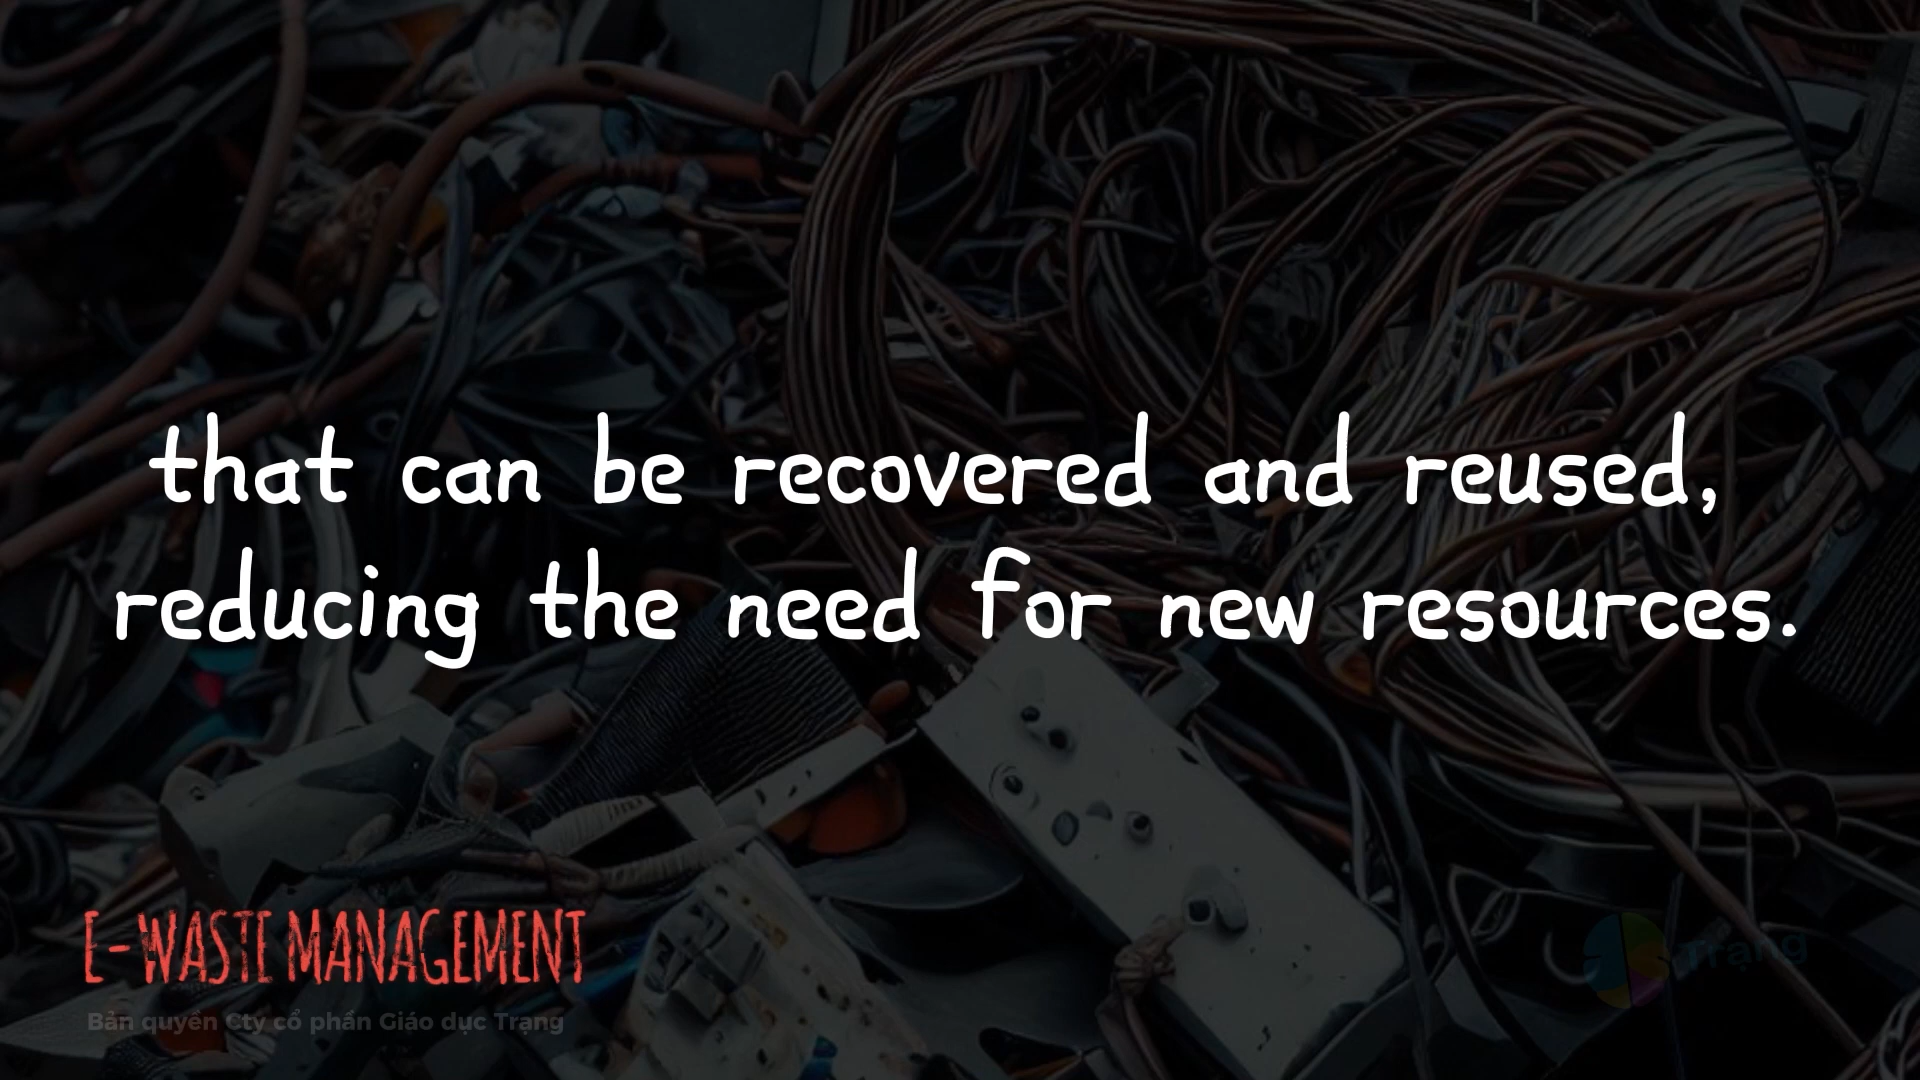 that can be recovered and reused,
reducing the need for new resources.
E-WASTE MANAGEMENT
Bản quyền Cty cổ phần Giáo dục Trạng
Trạng